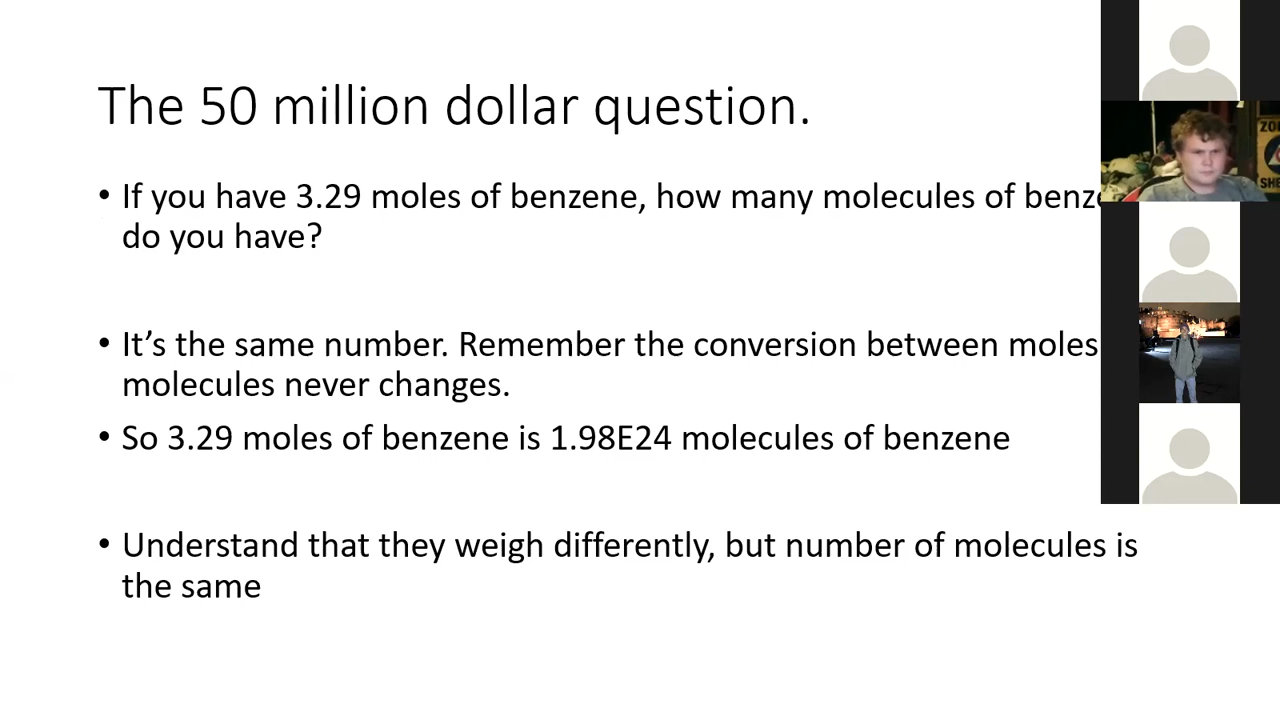 The 50 million dollar question.
• If you have 3.29 moles of benzene, how many molecules of
do you have?
• It’s the same number. Remember the conversion between moles
molecules never changes.
• So 3.29 moles of benzene is 1.98E24 molecules of benzene
• Understand that they weigh differently, but number of molecules is
the same